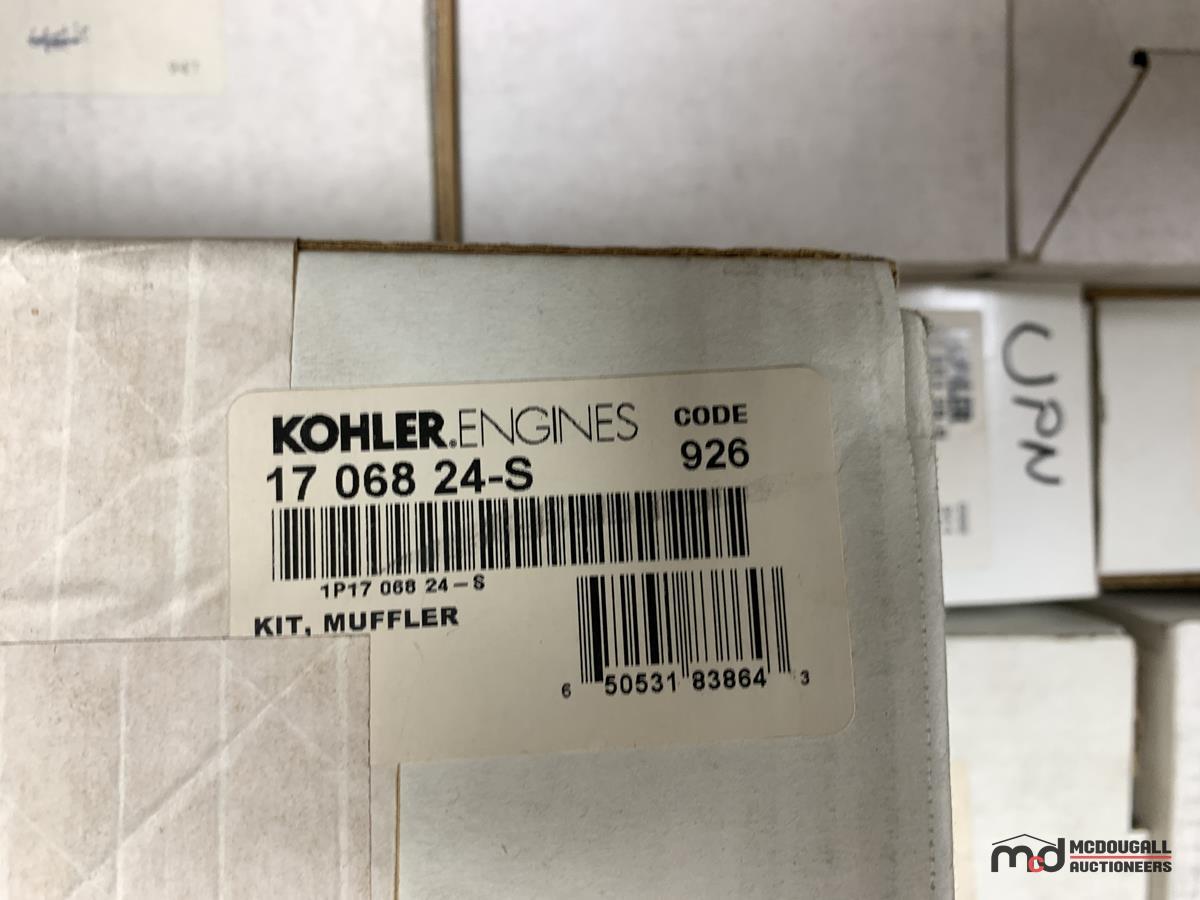 KOHLER.ENGINES CODE
17 068 24-S 926
1P17 068 24-S
KIT, MUFFLER
6 50531 83864 3
UPN
mcd MCDOUGALL
AUCTIONEERS